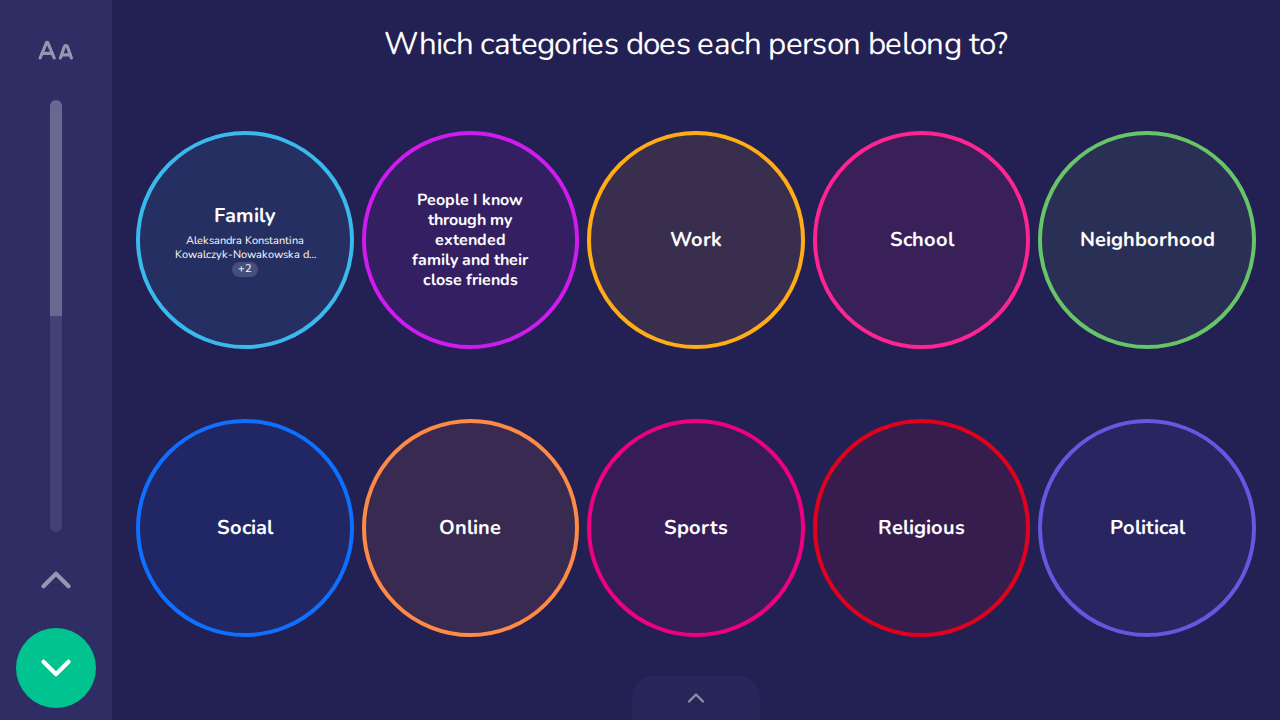 AA
Which categories does each person belong to?
Family
Aleksandra Konstantina
Kowalczyk-Nowakowska d...
+2
People I know
through my
extended
family and their
close friends
Work
School
Neighborhood
Social
Online
Sports
Religious
Political